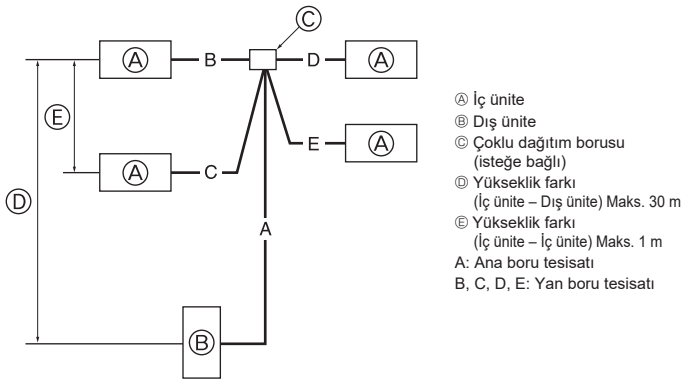 Ⓒ
Ⓐ B D Ⓐ
Ⓔ
Ⓐ C E Ⓐ
Ⓓ
A
Ⓑ
Ⓐ İç ünite
Ⓑ Dış ünite
Ⓒ Çoklu dağıtım borusu
(isteğe bağlı)
Ⓓ Yükseklik farkı
(İç ünite – Dış ünite) Maks. 30 m
Ⓔ Yükseklik farkı
(İç ünite – İç ünite) Maks. 1 m
A: Ana boru tesisatı
B, C, D, E: Yan boru tesisatı